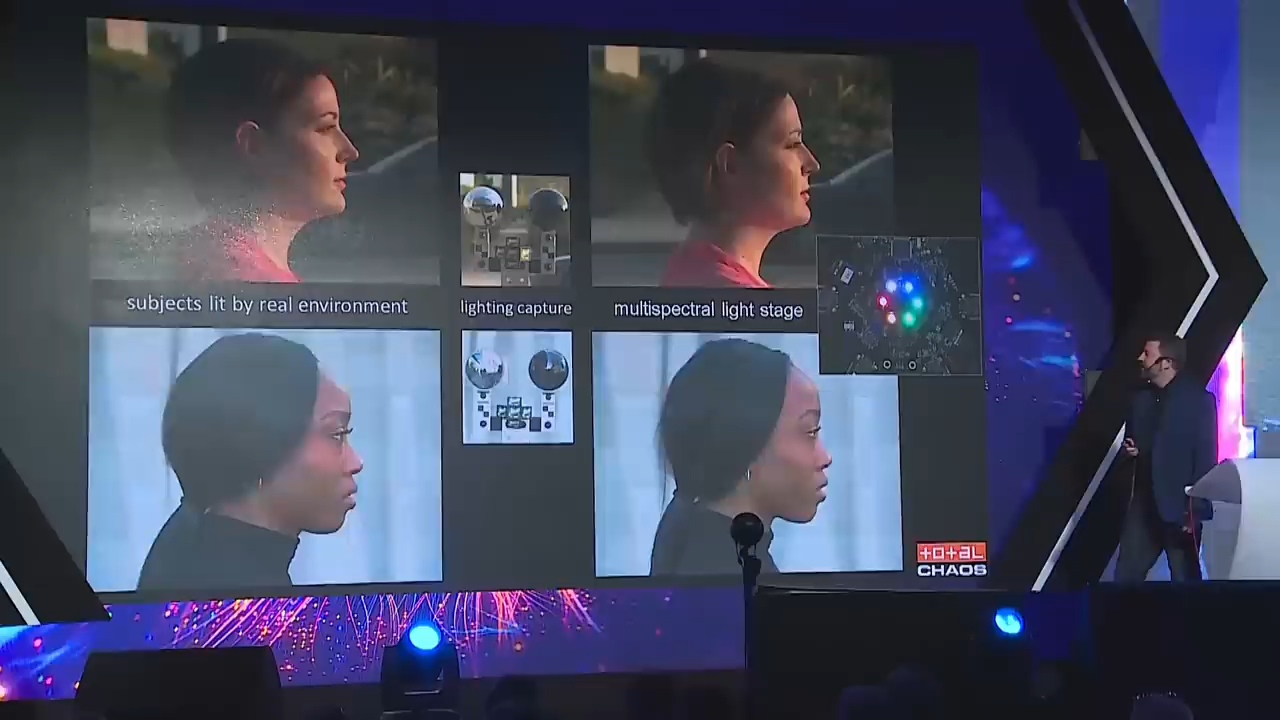 subjects lit by real environment
lighting capture
multispectral light stage
total
CHAOS